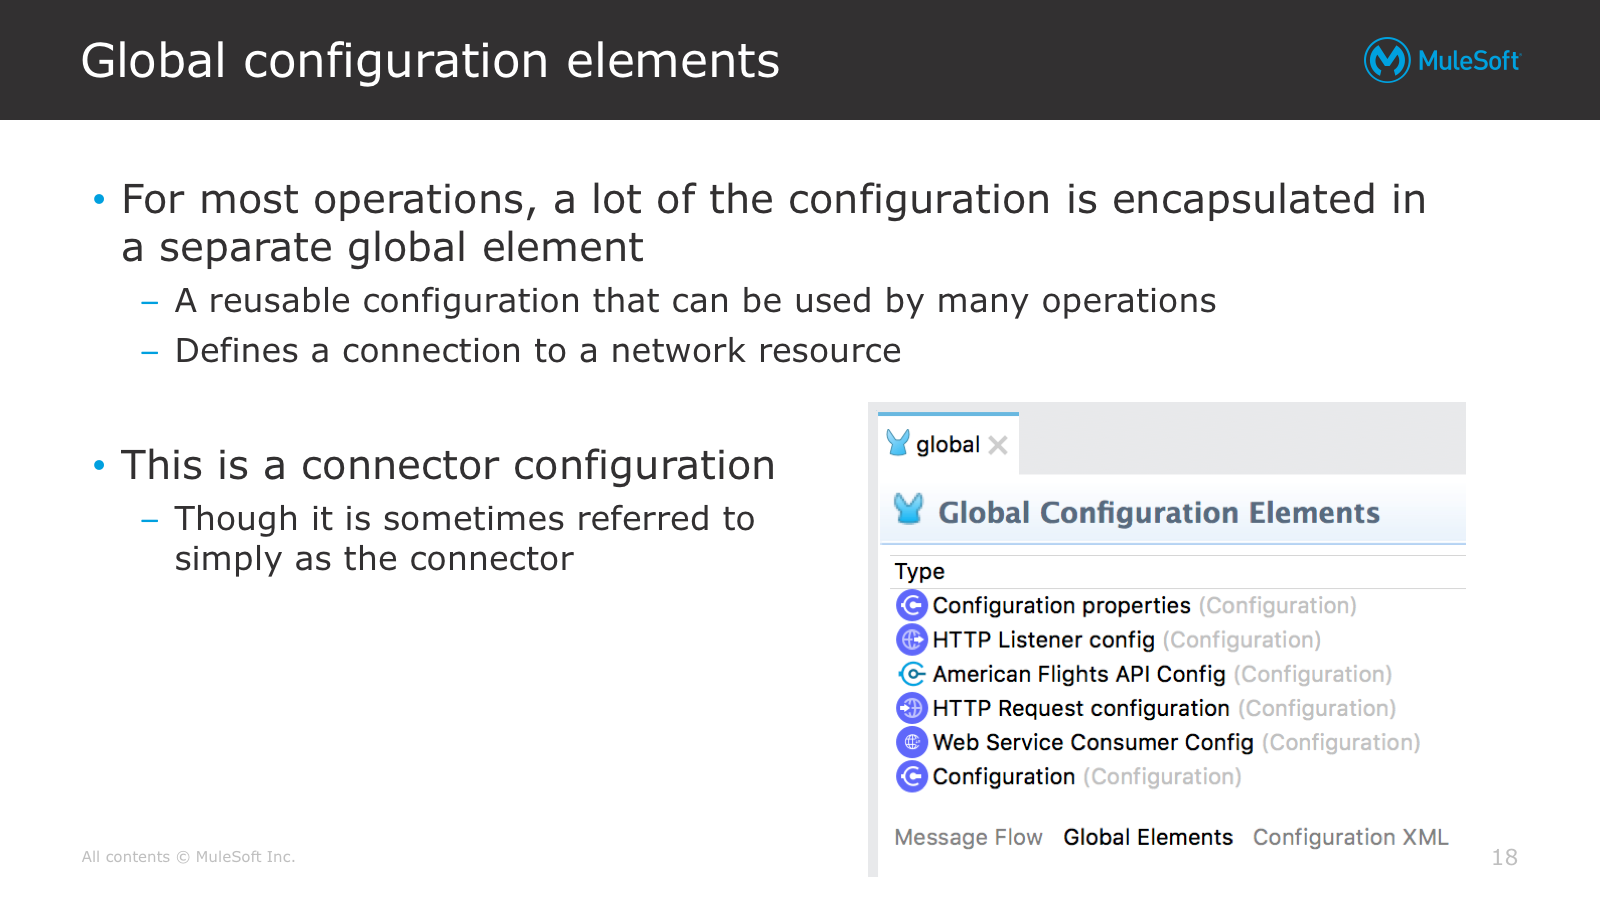 Global configuration elements
MuleSoft
• For most operations, a lot of the configuration is encapsulated in
a separate global element
– A reusable configuration that can be used by many operations
– Defines a connection to a network resource
• This is a connector configuration
– Though it is sometimes referred to
simply as the connector
global
Global Configuration Elements
Type
Configuration properties (Configuration)
HTTP Listener config (Configuration)
American Flights API Config (Configuration)
HTTP Request configuration (Configuration)
Web Service Consumer Config (Configuration)
Configuration (Configuration)
Message Flow Global Elements Configuration XML
All contents © MuleSoft Inc.
18